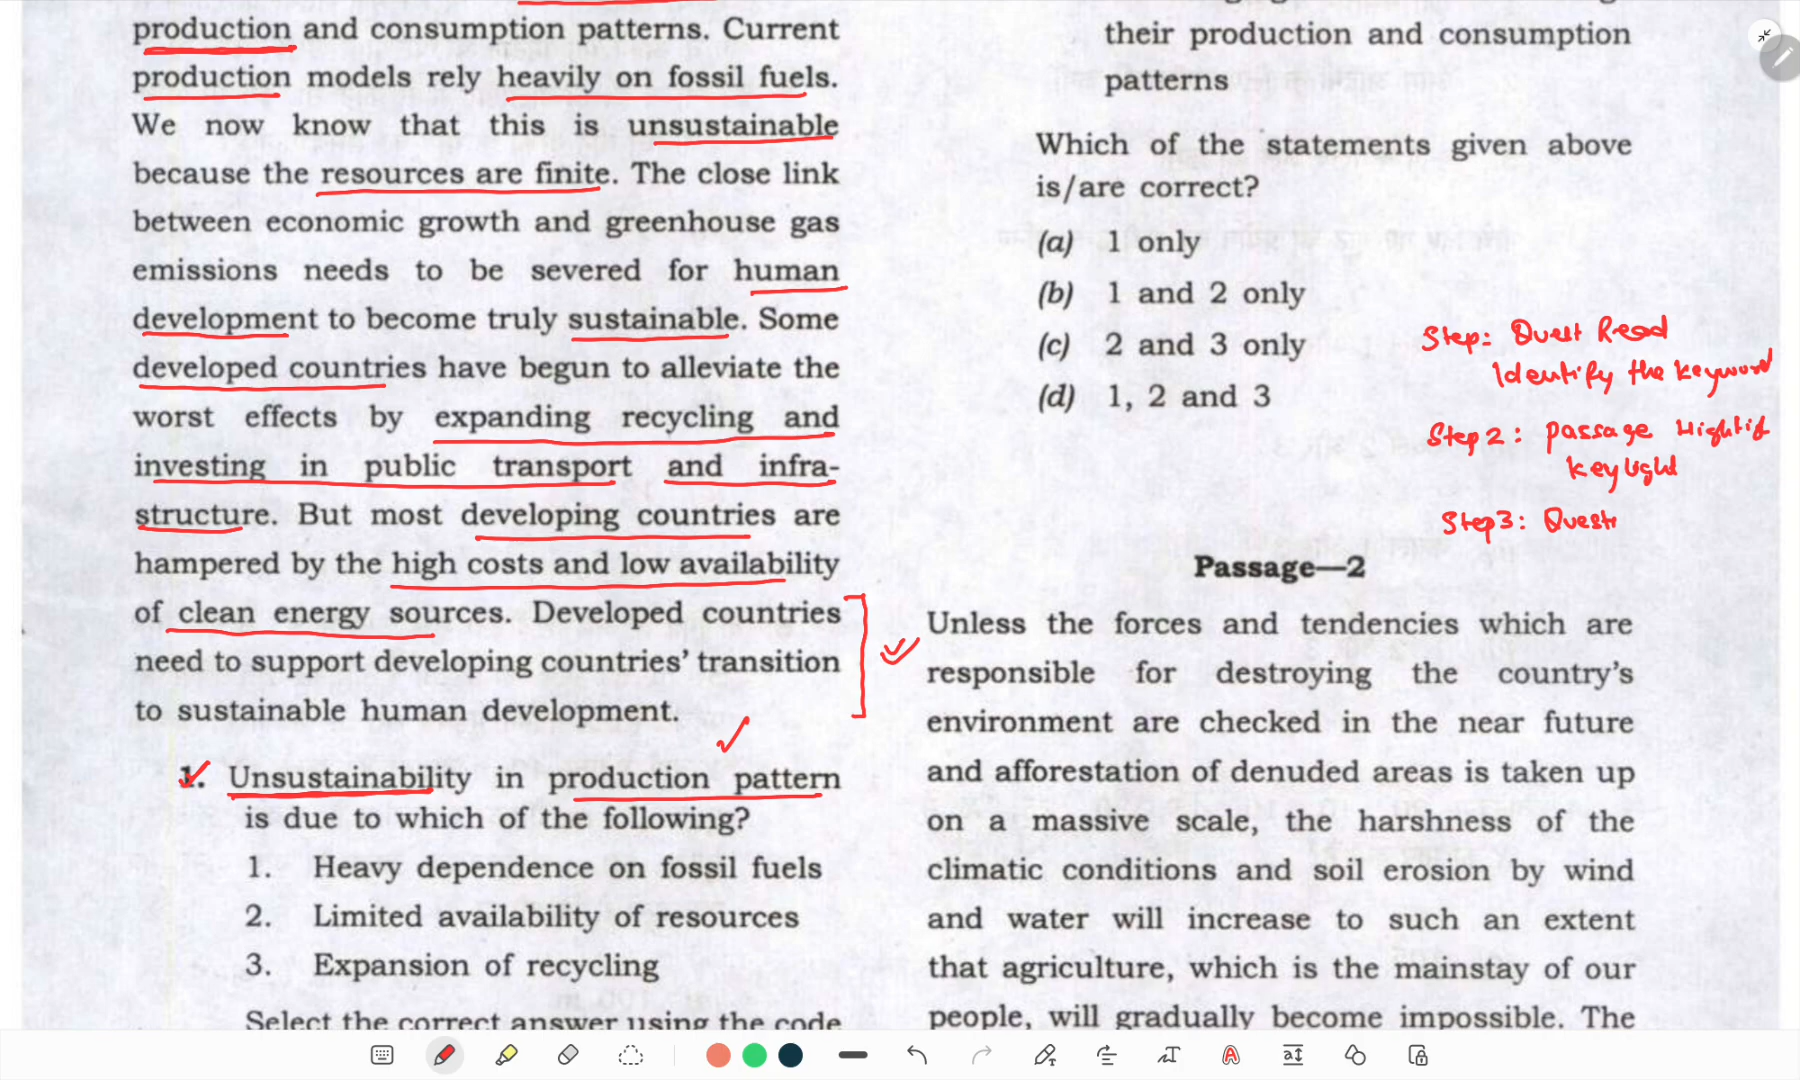 production and consumption patterns. Current
production models rely heavily on fossil fuels.
We now know that this is unsustainable
because the resources are finite. The close link
between economic growth and greenhouse gas
emissions needs to be severed for human
development to become truly sustainable. Some
developed countries have begun to alleviate the
worst effects by expanding recycling and
investing in public transport and infra-
structure. But most developing countries are
hampered by the high costs and low availability
of clean energy sources. Developed countries
need to support developing countries' transition
to sustainable human development.
1. Unsustainability in production pattern
is due to which of the following?
1. Heavy dependence on fossil fuels
2. Limited availability of resources
3. Expansion of recycling
Select the correct answer using the code
their production and consumption
patterns
Which of the statements given above
is/are correct?
(a) 1 only
(b) 1 and 2 only
(c) 2 and 3 only
(d) 1, 2 and 3
Step: Quest Read
Identify the keyword
Step 2: Passage Hightig
keylight
Step3: Questi
Passage—2
Unless the forces and tendencies which are
responsible for destroying the country's
environment are checked in the near future
and afforestation of denuded areas is taken up
on a massive scale, the harshness of the
climatic conditions and soil erosion by wind
and water will increase to such an extent
that agriculture, which is the mainstay of our
people, will gradually become impossible. The